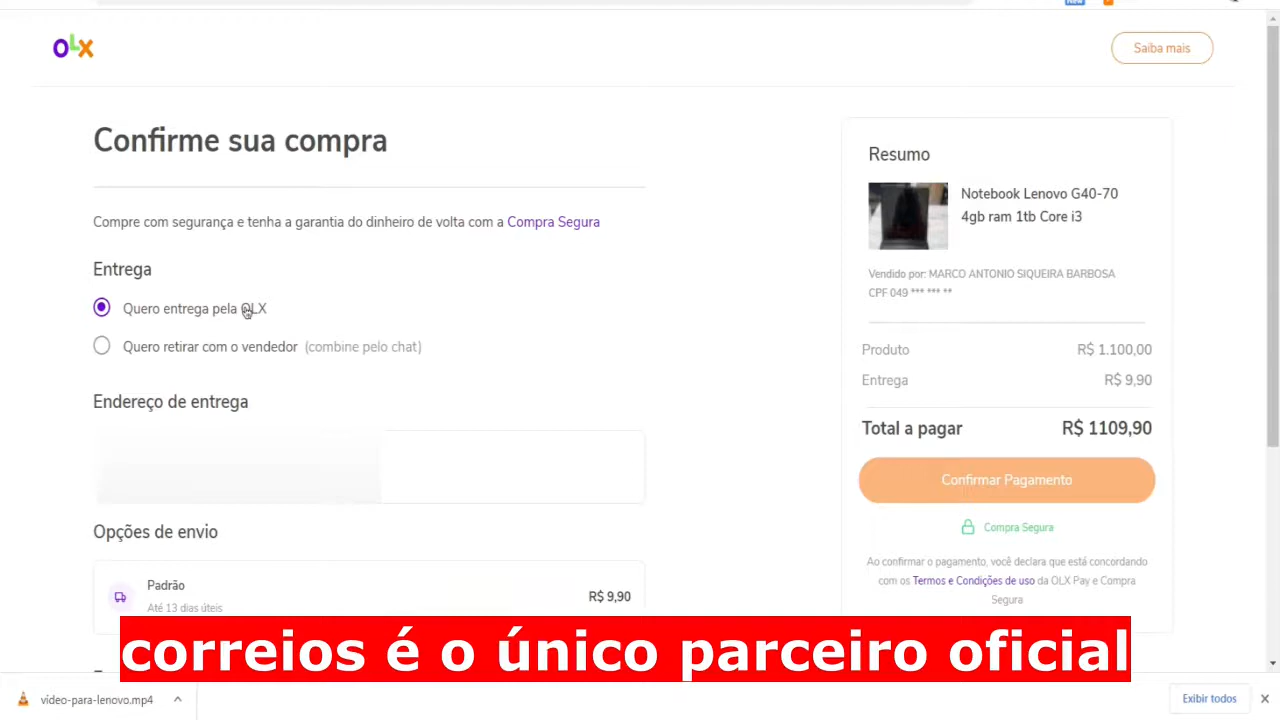 New
OLX
Saiba mais
Confirme sua compra
Compre com segurança e tenha a garantia do dinheiro de volta com a Compra Segura
Entrega
Quero entrega pela OLX
Quero retirar com o vendedor (combine pelo chat)
Endereço de entrega
Opções de envio
Padrão
Até 13 dias úteis
R$ 9,90
Resumo
Notebook Lenovo G40-70
4gb ram 1tb Core i3
Vendido por: MARCO ANTONIO SIQUEIRA BARBOSA
CPF 049 *** *** **
Produto R$ 1.100,00
Entrega R$ 9,90
Total a pagar R$ 1109,90
Confirmar Pagamento
Compra Segura
Ao confirmar o pagamento, você declara que está concordando
com os Termos e Condições de uso da OLX Pay e Compra
Segura
correios é o único parceiro oficial
vídeo-para-lenovo.mp4
Exibir todos